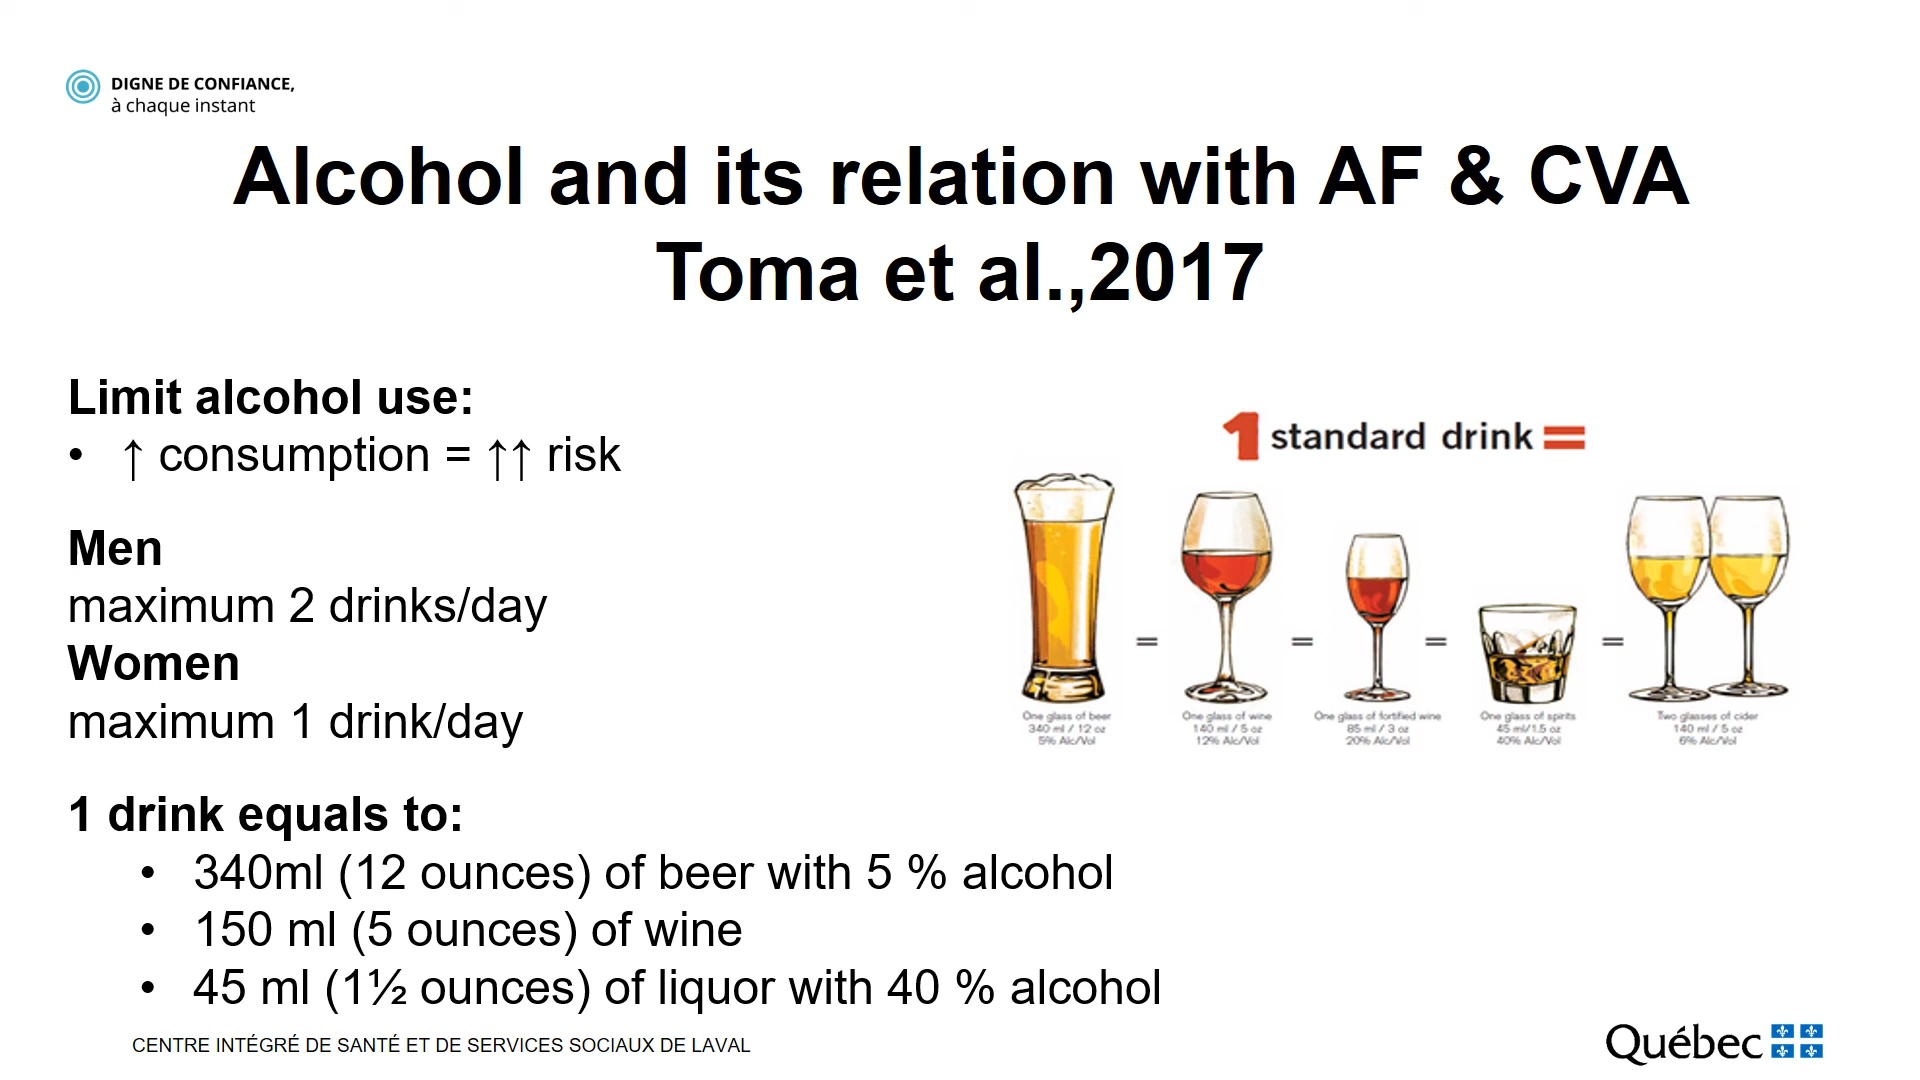 DIGNE DE CONFIANCE,
à chaque instant
Alcohol and its relation with AF & CVA
Toma et al.,2017
Limit alcohol use:
• ↑ consumption = ↑↑ risk
Men
maximum 2 drinks/day
Women
maximum 1 drink/day
1 drink equals to:
• 340ml (12 ounces) of beer with 5 % alcohol
• 150 ml (5 ounces) of wine
• 45 ml (1½ ounces) of liquor with 40 % alcohol
1 standard drink =
= = = =
One glass of beer
340 ml / 12 oz
5% Alc/Vol
One glass of wine
140 ml / 5 oz
12% Alc/Vol
One glass of fortified wine
85 ml / 3 oz
20% Alc/Vol
One glass of spirits
45 ml/1.5 oz
40% Alc/Vol
Two glasses of cider
140 ml / 5 oz
6% Alc/Vol
CENTRE INTÉGRÉ DE SANTÉ ET DE SERVICES SOCIAUX DE LAVAL
Québec